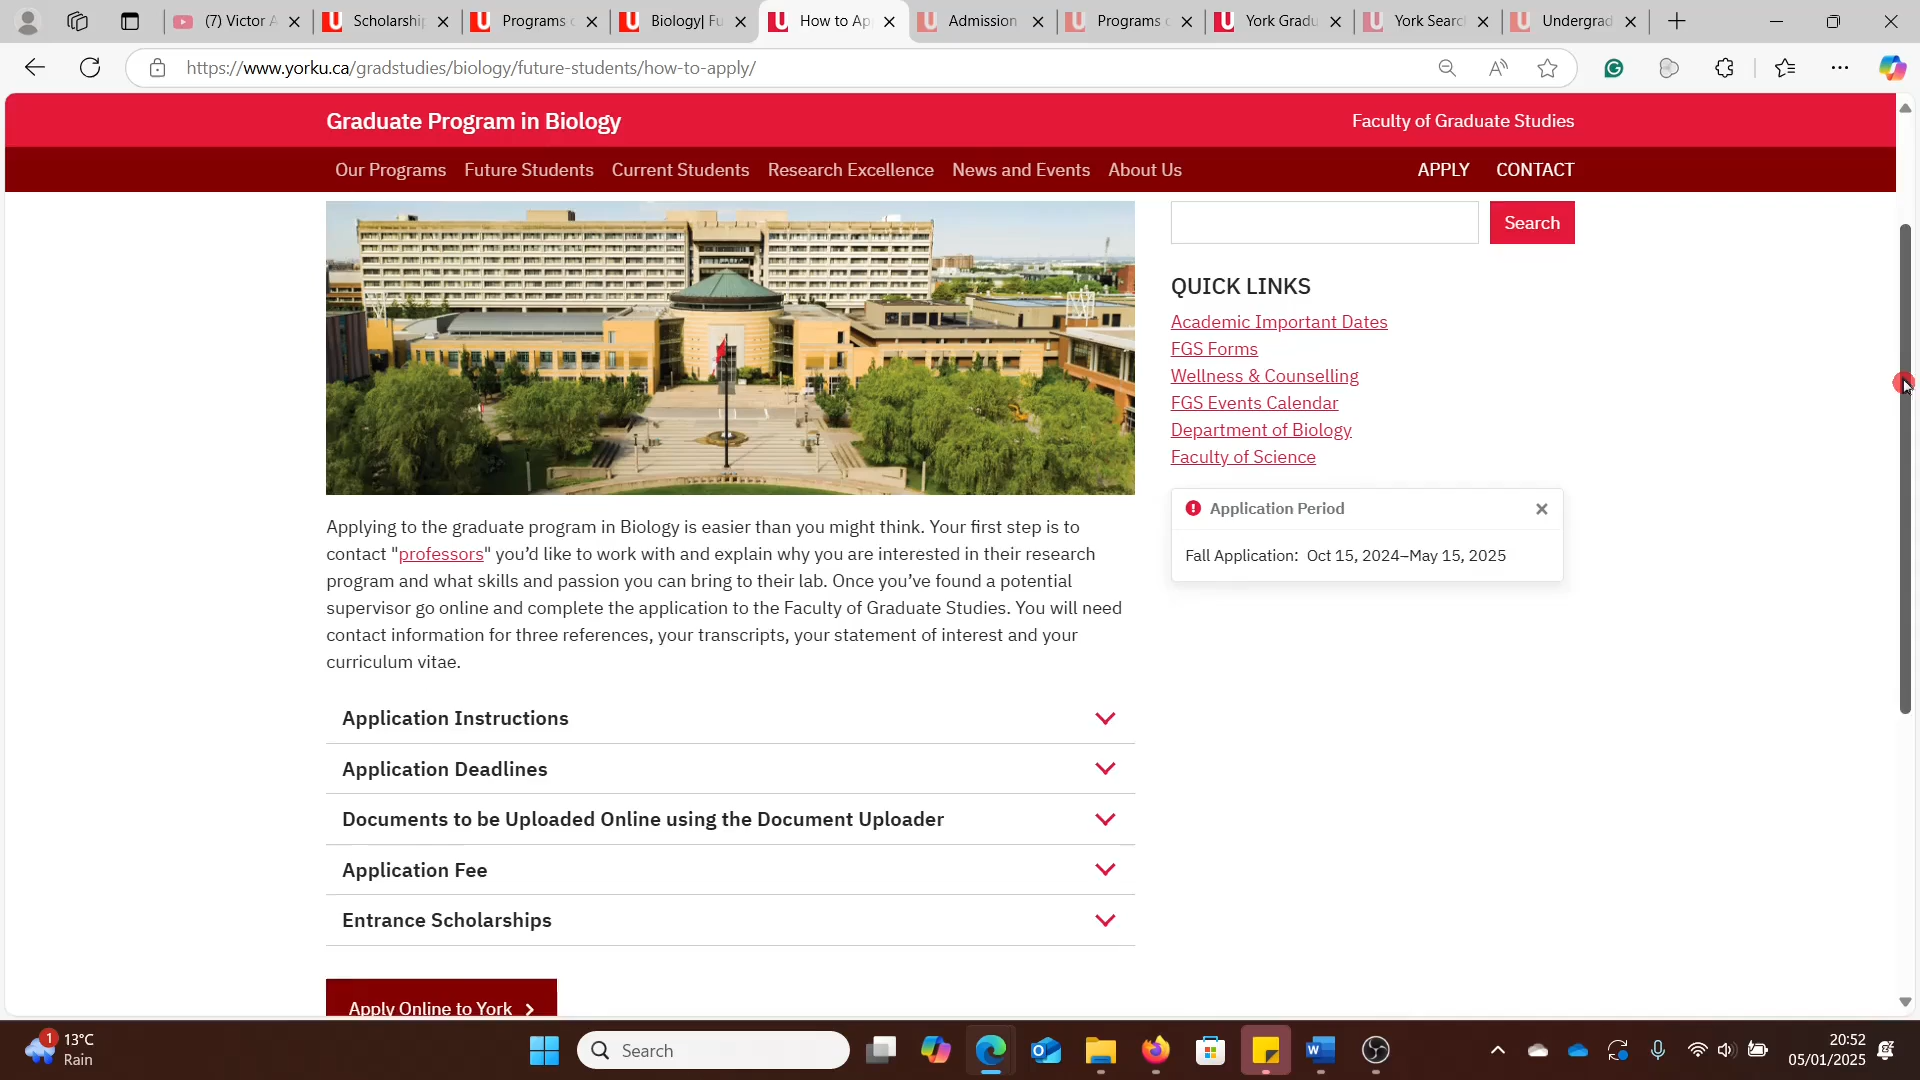 (7) Victor A
Scholarship
Programs o
Biology| Fu
How to Ap
Admission
Programs o
York Gradu
York Searc
Undergrad
https://www.yorku.ca/gradstudies/biology/future-students/how-to-apply/
Graduate Program in Biology
Faculty of Graduate Studies
Our Programs Future Students Current Students Research Excellence News and Events About Us APPLY CONTACT
Search
QUICK LINKS
Academic Important Dates
FGS Forms
Wellness & Counselling
FGS Events Calendar
Department of Biology
Faculty of Science
Application Period
Fall Application: Oct 15, 2024–May 15, 2025
Applying to the graduate program in Biology is easier than you might think. Your first step is to
contact "professors" you’d like to work with and explain why you are interested in their research
program and what skills and passion you can bring to their lab. Once you’ve found a potential
supervisor go online and complete the application to the Faculty of Graduate Studies. You will need
contact information for three references, your transcripts, your statement of interest and your
curriculum vitae.
Application Instructions
Application Deadlines
Documents to be Uploaded Online using the Document Uploader
Application Fee
Entrance Scholarships
Apply Online to York
1
13°C
Rain
Search
20:52
05/01/2025